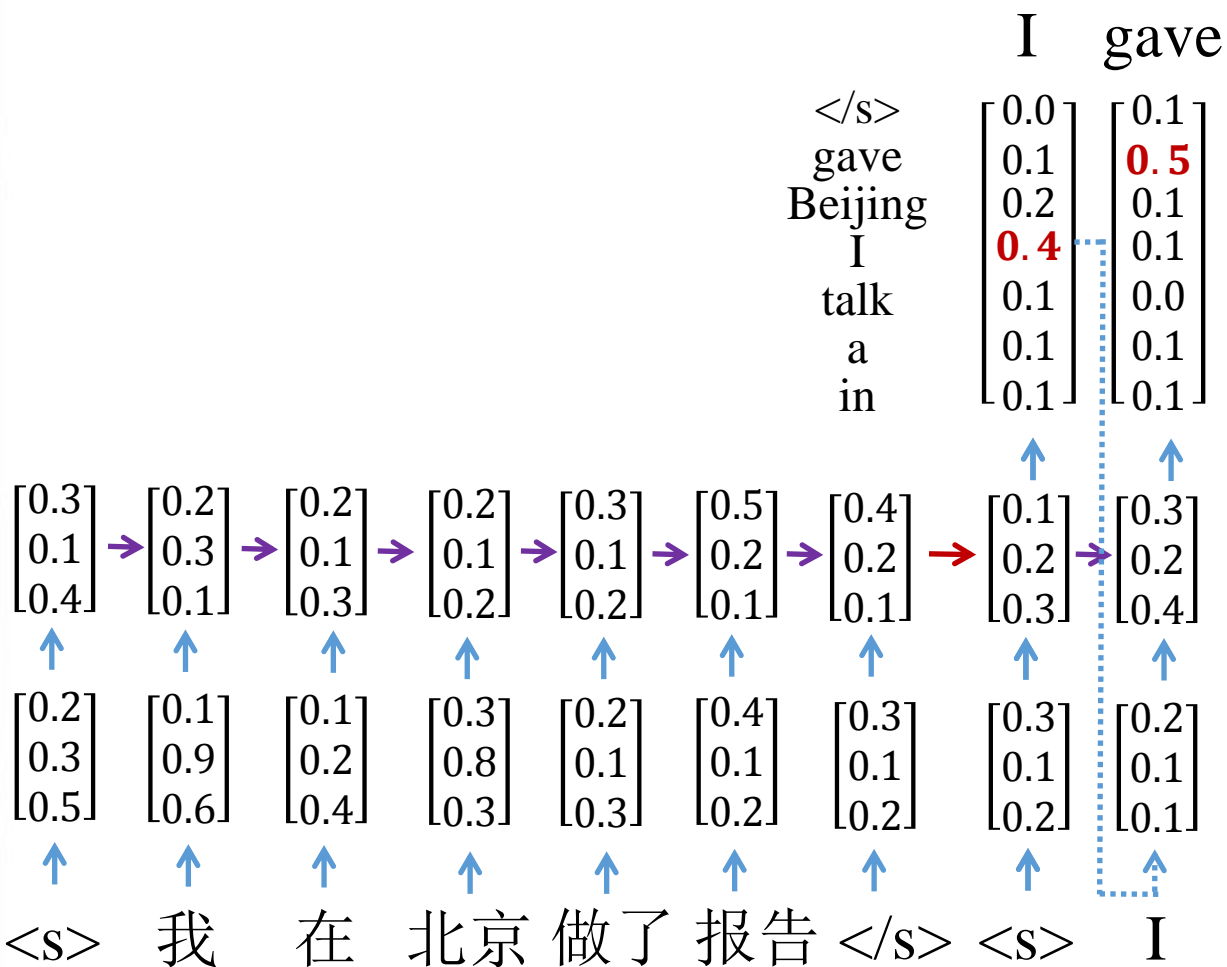 I gave
</s> 0.0 0.1
gave 0.1 0.5
Beijing 0.2 0.1
I 0.4 0.1
talk 0.1 0.0
a 0.1 0.1
in 0.1 0.1
0.3 0.2 0.2 0.2 0.3 0.5 0.4 0.1 0.3
0.1 0.3 0.1 0.1 0.1 0.2 0.2 0.2 0.2
0.4 0.1 0.3 0.2 0.2 0.1 0.1 0.3 0.4
0.2 0.1 0.1 0.3 0.2 0.4 0.3 0.3 0.2
0.3 0.9 0.2 0.8 0.1 0.1 0.1 0.1 0.1
0.5 0.6 0.4 0.3 0.3 0.2 0.2 0.2 0.1
<s> 我 在 北京 做了 报告 </s> <s> I